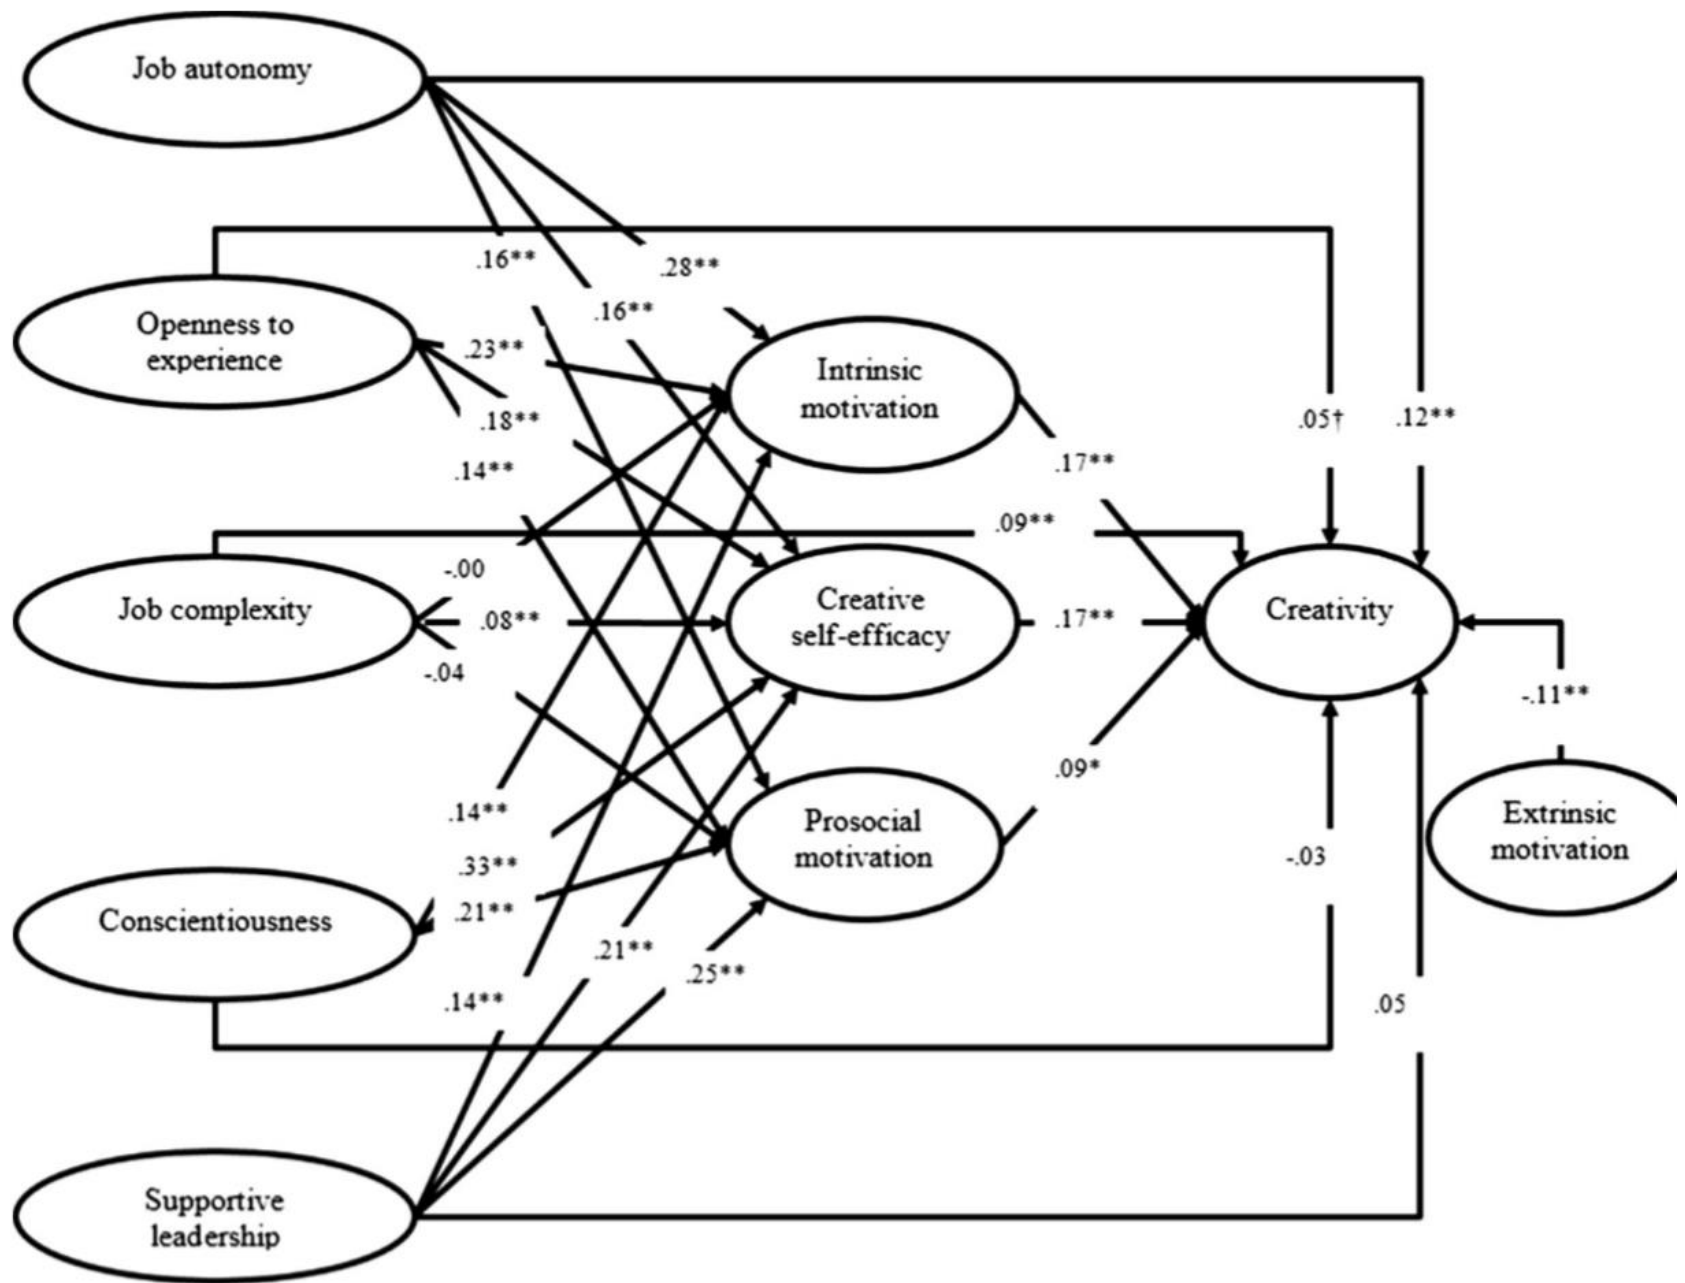 Job autonomy
.16**
.28**
.16**
Openness to
experience
.23**
.18**
.14**
Intrinsic
motivation
.17**
.05†
.12**
.09**
Job complexity
-.00
.08**
-.04
Creative
self-efficacy
.17**
Creativity
-.11**
.09*
Prosocial
motivation
Extrinsic
motivation
.14**
.33**
.21**
-.03
Conscientiousness
.21**
.25**
.14**
.05
Supportive
leadership